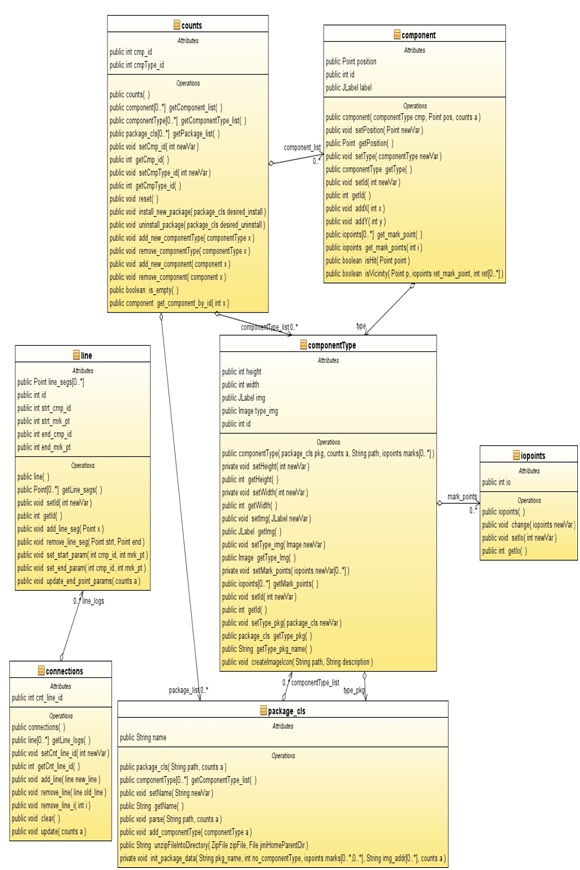 counts
Attributes
public int cmp_id
public int cmpType_id
Operations
public counts( )
public component[0..*] getComponent_list( )
public componentType[0..*] getComponentType_list( )
public package_cls[0..*] getPackage_list( )
public void setCmp_id( int newVar )
public int getCmp_id( )
public void setCmpType_id( int newVar )
public int getCmpType_id( )
public void reset( )
public void install_new_package( package_cls desired_install )
public void uninstall_package( package_cls desired_uninstall )
public void add_new_componentType( componentType x )
public void remove_componentType( componentType x )
public void add_new_component( component x )
public void remove_component( component x )
public boolean is_empty( )
public component get_component_by_id( int x )
component
Attributes
public Point position
public int id
public JLabel label
Operations
public component( componentType cmp, Point pos, counts a )
public void setPosition( Point newVar )
public Point getPosition( )
public void setType( componentType newVar )
public componentType getType( )
public void setId( int newVar )
public int getId( )
public void addX( int x )
public void addY( int y )
public iopoints[0..*] get_mark_point( )
public iopoints get_mark_points( int i )
public boolean isHit( Point point )
public boolean isVicinity( Point p, iopoints ret_mark_point, int ret[0..*] )
component_list
0..*
componentType_list 0..*
type
line
Attributes
public Point line_segs[0..*]
public int id
public int strt_cmp_id
public int strt_mrk_pt
public int end_cmp_id
public int end_mrk_pt
Operations
public line( )
public Point[0..*] getLine_segs( )
public void setId( int newVar )
public int getId( )
public void add_line_seg( Point x )
public void remove_line_seg( Point strt, Point end )
public void set_start_param( int cmp_id, int mrk_pt )
public void set_end_param( int cmp_id, int mrk_pt )
public void update_end_point_params( counts a )
componentType
Attributes
public int height
public int width
public JLabel img
public Image type_img
public int id
Operations
public componentType( package_cls pkg, counts a, String path, iopoints marks[0..*] )
private void setHeight( int newVar )
public int getHeight( )
private void setWidth( int newVar )
public int getWidth( )
public void setImg( JLabel newVar )
public JLabel getImg( )
public void setType_img( Image newVar )
public Image getType_img( )
private void setMark_points( iopoints newVar[0..*] )
public iopoints[0..*] getMark_points( )
public void setId( int newVar )
public int getId( )
public void setType_pkg( package_cls newVar )
public package_cls getType_pkg( )
public String getType_pkg_name( )
public void createImageIcon( String path, String description )
iopoints
Attributes
public int io
Operations
public iopoints( )
public void change( iopoints newVar )
public void setIo( int newVar )
public int getIo( )
mark_points
0..*
0..* line_logs
connections
Attributes
public int cnt_line_id
Operations
public connections( )
public line[0..*] getLine_logs( )
public void setCnt_line_id( int newVar )
public int getCnt_line_id( )
public void add_line( line new_line )
public void remove_line( line old_line )
public void remove_line_i( int i )
public void clear( )
public void update( counts a )
package_list 0..*
0..* componentType_list
type_pkg
package_cls
Attributes
public String name
Operations
public package_cls( String path, counts a )
public componentType[0..*] getComponentType_list( )
public void setName( String newVar )
public String getName( )
public void parse( String path, counts a )
public void add_componentType( componentType a )
public String unzipFileIntoDirectory( ZipFile zipFile, File jiniHomeParentDir )
private void init_package_data( String pkg_name, int no_componentType, iopoints marks[0..*,0..*], String img_addr[0..*], counts a )